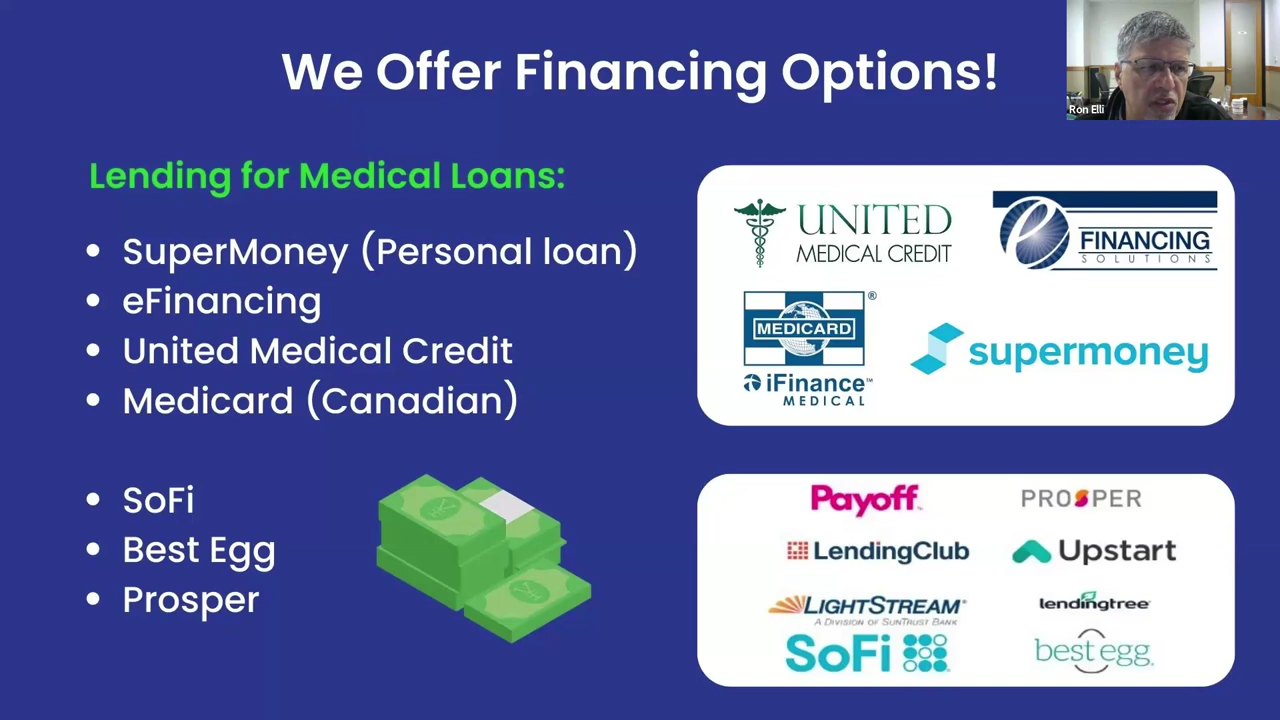 We Offer Financing Options!
Ron Elli
Lending for Medical Loans:
• SuperMoney (Personal loan)
• eFinancing
• United Medical Credit
• Medicard (Canadian)
• SoFi
• Best Egg
• Prosper
UNITED
MEDICAL CREDIT
e FINANCING
SOLUTIONS
MEDICARD ®
iFinance™
MEDICAL
supermoney
Payoff™
PROSPER
LendingClub
Upstart
LIGHTSTREAM®
A DIVISION OF SUNTRUST BANK
lendingtree
SoFi
best egg